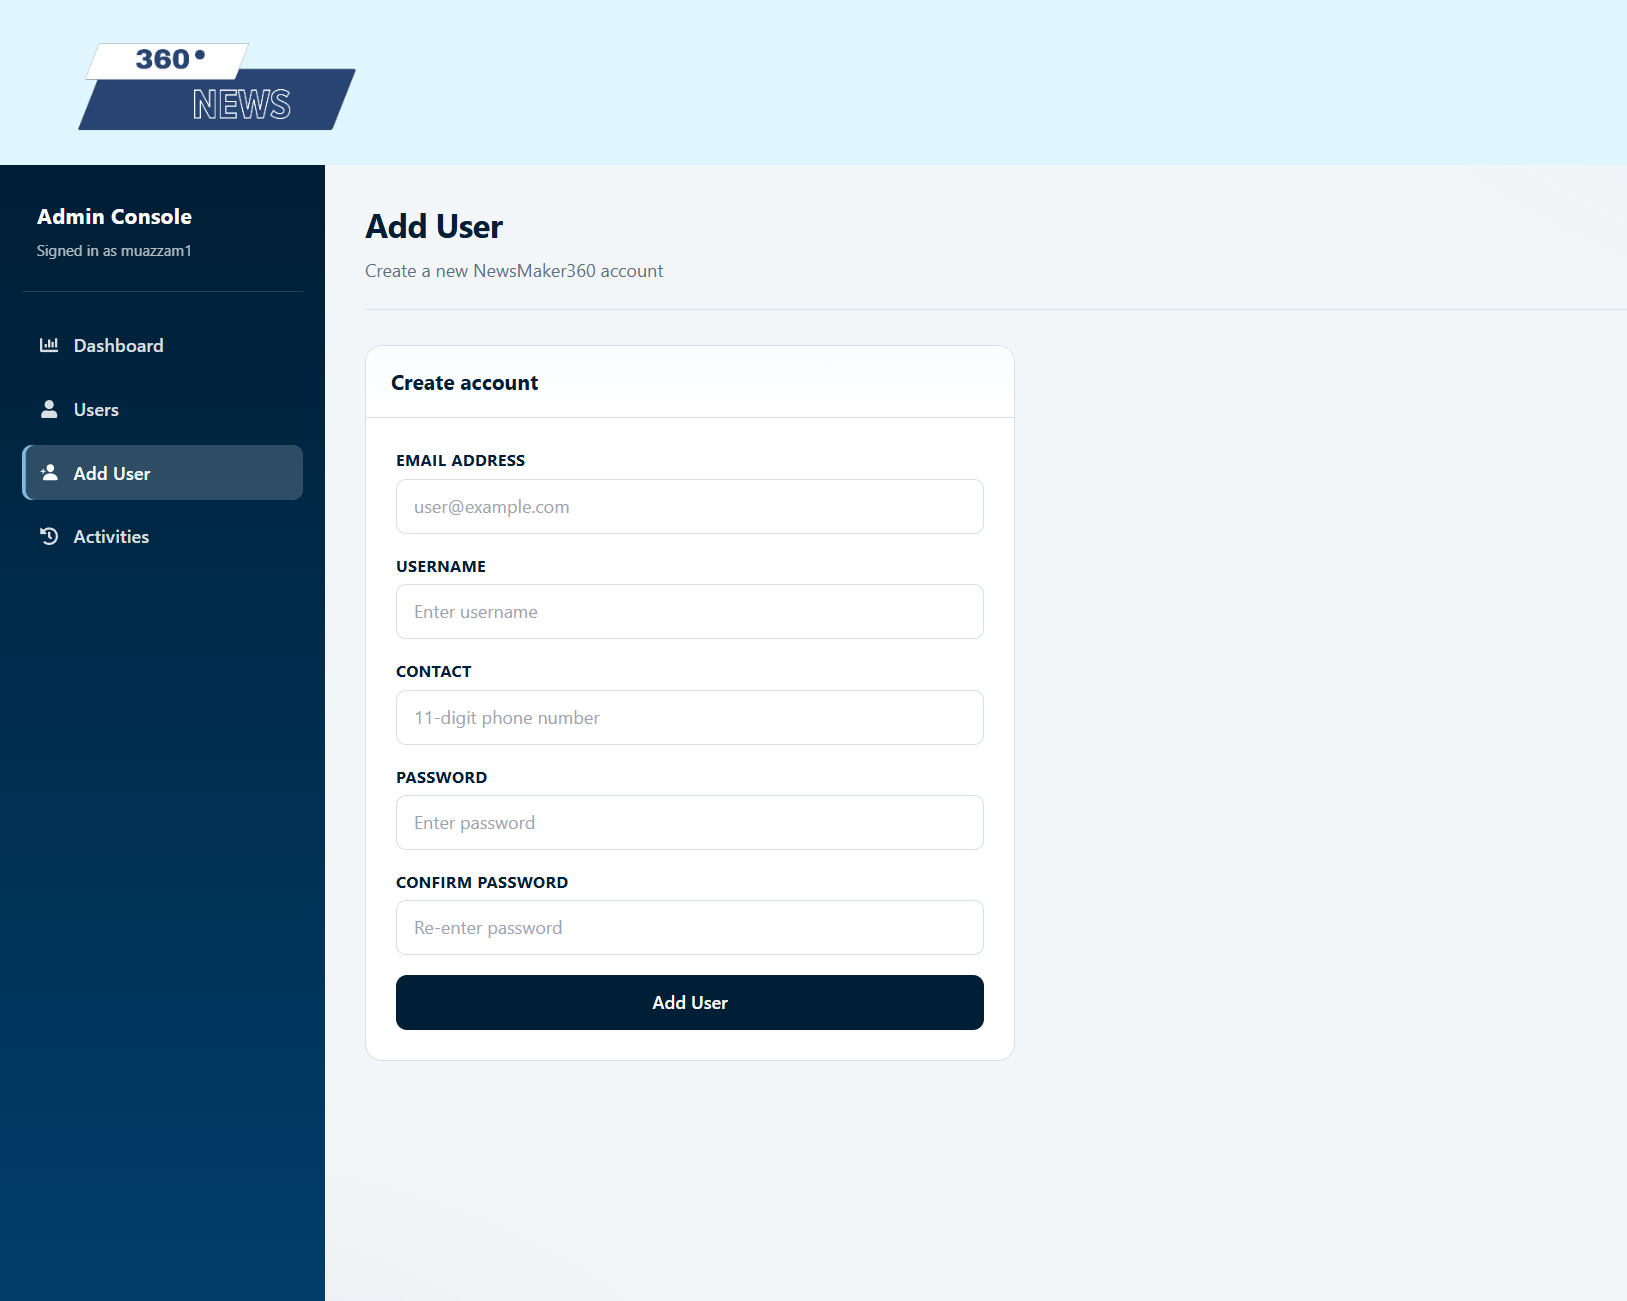 360°
NEWS
Admin Console
Signed in as muazzam1
Dashboard
Users
Add User
Activities
Add User
Create a new NewsMaker360 account
Create account
EMAIL ADDRESS
user@example.com
USERNAME
Enter username
CONTACT
11-digit phone number
PASSWORD
Enter password
CONFIRM PASSWORD
Re-enter password
Add User